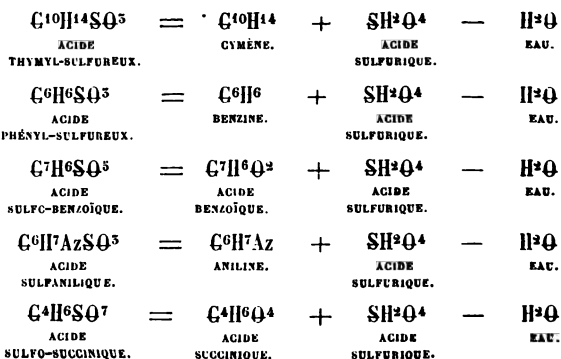 C¹⁰H¹⁴SO³ = C¹⁰H¹⁴ + SH²O⁴ — H²O
ACIDE CYMÈNE. ACIDE EAU.
THYMYL-SULFUREUX. SULFURIQUE.
C⁶H⁶SO³ = C⁶H⁶ + SH²O⁴ — H²O
ACIDE BENZINE. ACIDE EAU.
PHÉNYL-SULFUREUX. SULFURIQUE.
C⁷H⁶SO⁵ = C⁷H⁶O² + SH²O⁴ — H²O
ACIDE ACIDE ACIDE EAU.
SULFO-BENZOÏQUE. BENZOÏQUE. SULFURIQUE.
C⁶H⁷AzSO³ = C⁶H⁷Az + SH²O⁴ — H²O
ACIDE ANILINE. ACIDE EAU.
SULFANILIQUE. SULFURIQUE.
C⁴H⁶SO⁷ = C⁴H⁶O⁴ + SH²O⁴ — H²O
ACIDE ACIDE ACIDE EAU.
SULFO-SUCCINIQUE. SUCCINIQUE. SULFURIQUE.